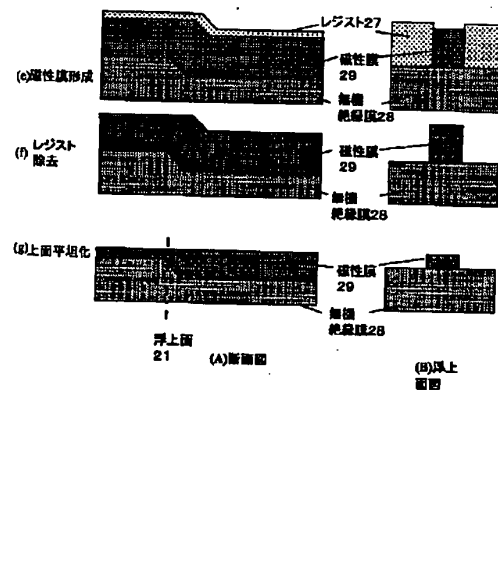 レジスト27
(e)磁性膜形成
磁性膜
29
無機
絶縁膜28
(f) レジスト
除去
磁性膜
29
無機
絶縁膜28
(g)上面平坦化
磁性膜
29
無機
絶縁膜28
浮上面
21
(A)断面図
(B)浮上
面図